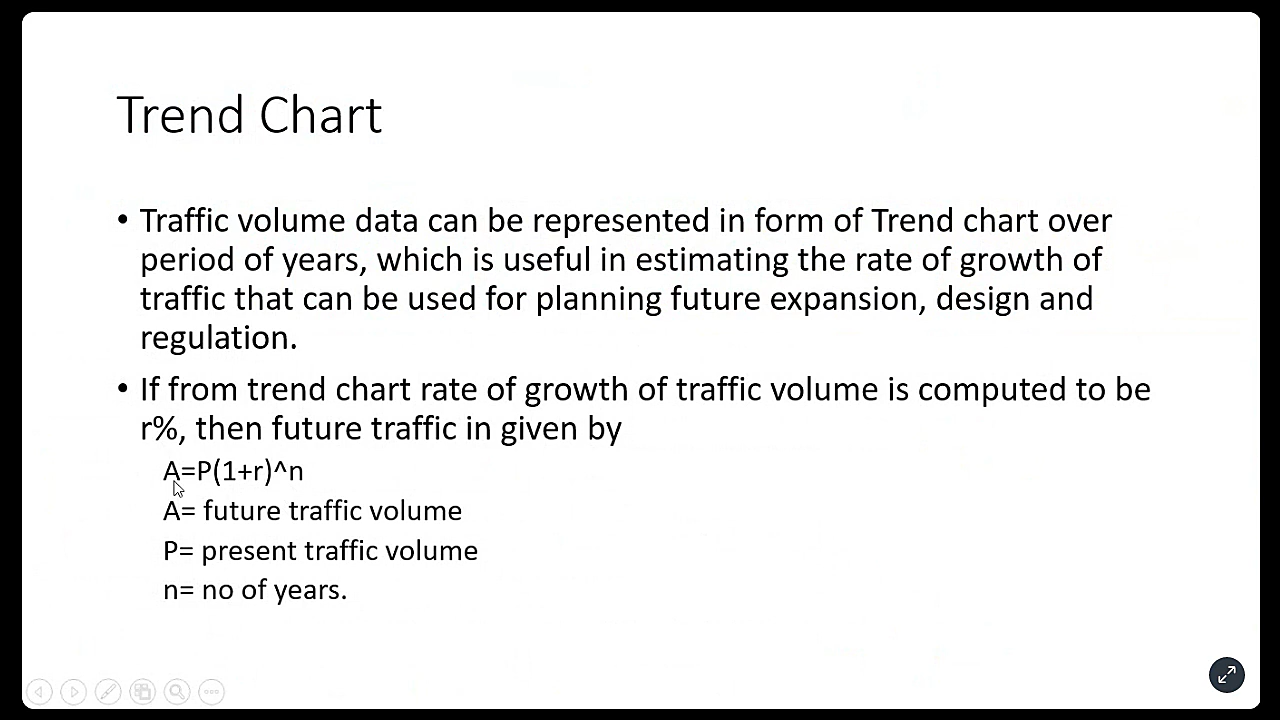 Trend Chart
• Traffic volume data can be represented in form of Trend chart over
period of years, which is useful in estimating the rate of growth of
traffic that can be used for planning future expansion, design and
regulation.
• If from trend chart rate of growth of traffic volume is computed to be
r%, then future traffic in given by
A=P(1+r)^n
A= future traffic volume
P= present traffic volume
n= no of years.